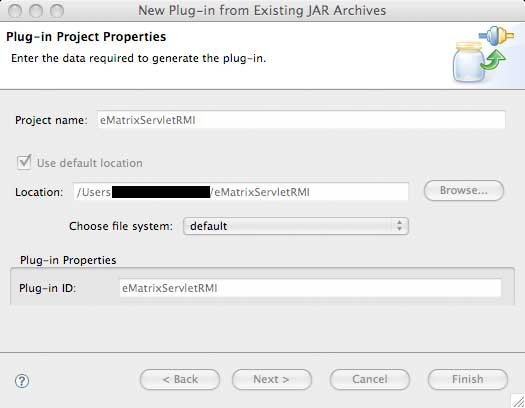 New Plug-in from Existing JAR Archives
Plug-in Project Properties
Enter the data required to generate the plug-in.
Project name: eMatrixServletRMI
Use default location
Location: /Users /eMatrixServletRMI Browse...
Choose file system: default
Plug-in Properties
Plug-in ID: eMatrixServletRMI
? < Back Next > Cancel Finish